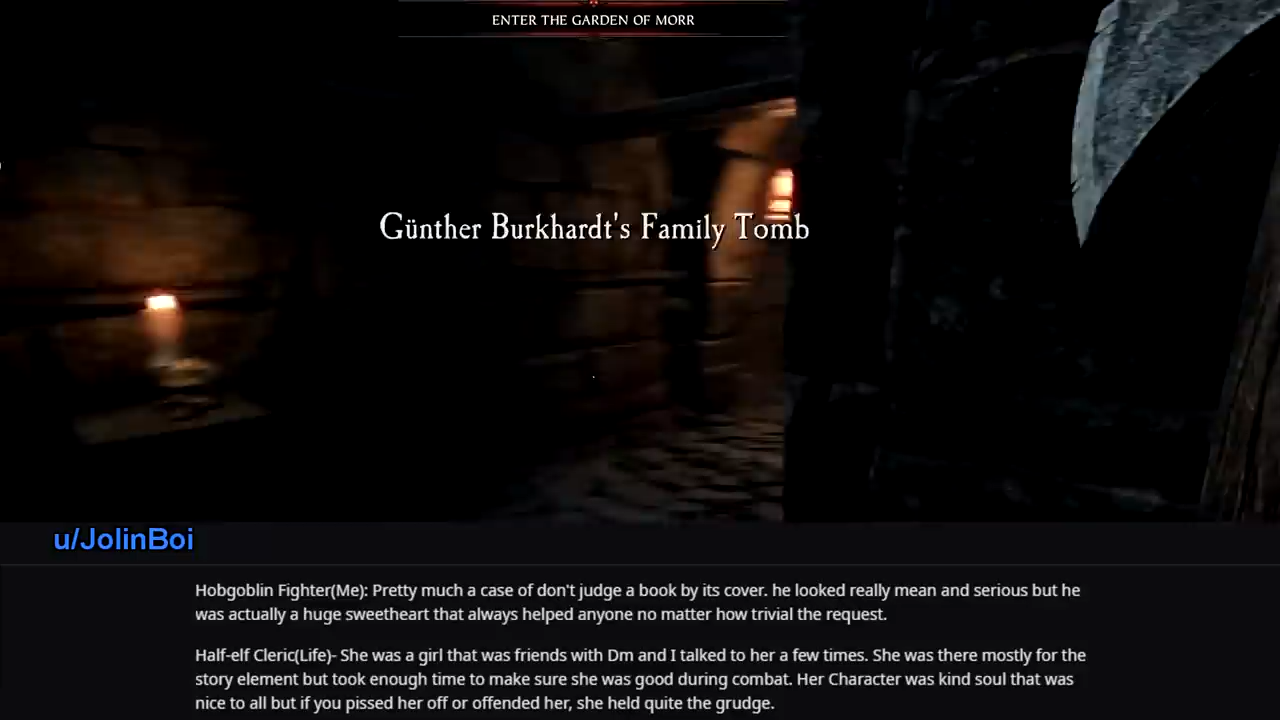 ENTER THE GARDEN OF MORR
Günther Burkhardt's Family Tomb
u/JolinBoi
Hobgoblin Fighter(Me): Pretty much a case of don't judge a book by its cover. he looked really mean and serious but he
was actually a huge sweetheart that always helped anyone no matter how trivial the request.
Half-elf Cleric(Life)- She was a girl that was friends with Dm and I talked to her a few times. She was there mostly for the
story element but took enough time to make sure she was good during combat. Her Character was kind soul that was
nice to all but if you pissed her off or offended her, she held quite the grudge.